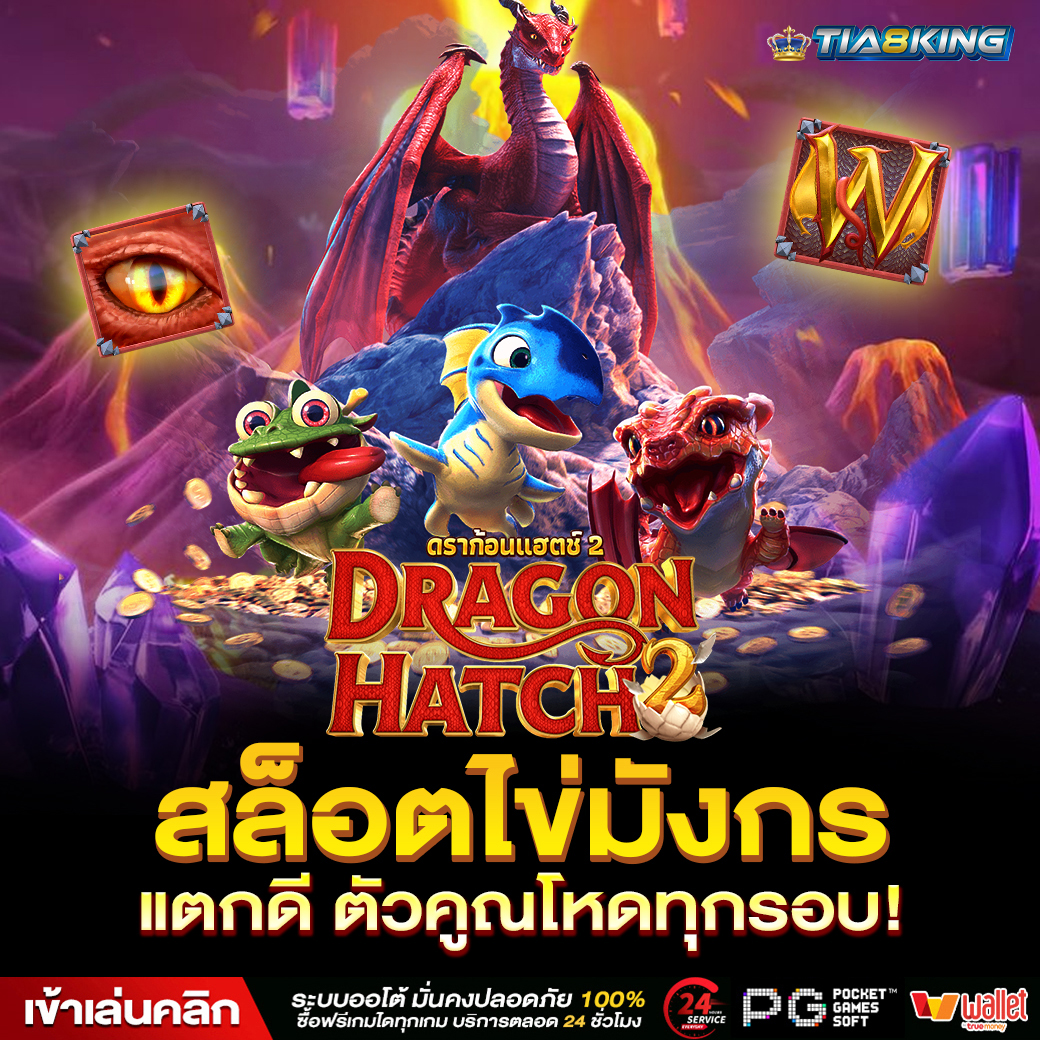 TIA8KING
W
ดราก้อนแฮตช์ 2
DRAGON
HATCH 2
สล็อตไข่มังกร
แตกดี ตัวคูณโหดทุกรอบ!
เข้าเล่นคลิก
ระบบออโต้ มั่นคงปลอดภัย 100%
ซื้อฟรีเกมได้ทุกเกม บริการตลอด 24 ชั่วโมง
24 HOURS
SERVICE
EVERYDAY
PG POCKET™
GAMES
SOFT
wallet
by truemoney